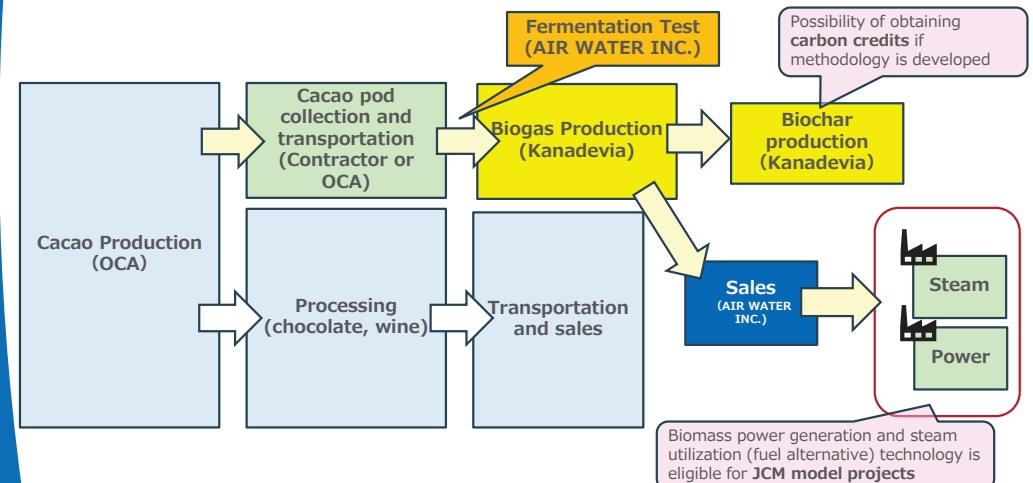 Fermentation Test
(AIR WATER INC.)
Possibility of obtaining
carbon credits if
methodology is developed
Cacao pod
collection and
transportation
(Contractor or
OCA)
Biogas Production
(Kanadevia)
Biochar
production
(Kanadevia)
Cacao Production
(OCA)
Processing
(chocolate, wine)
Transportation
and sales
Sales
(AIR WATER
INC.)
Steam
Power
Biomass power generation and steam
utilization (fuel alternative) technology is
eligible for JCM model projects